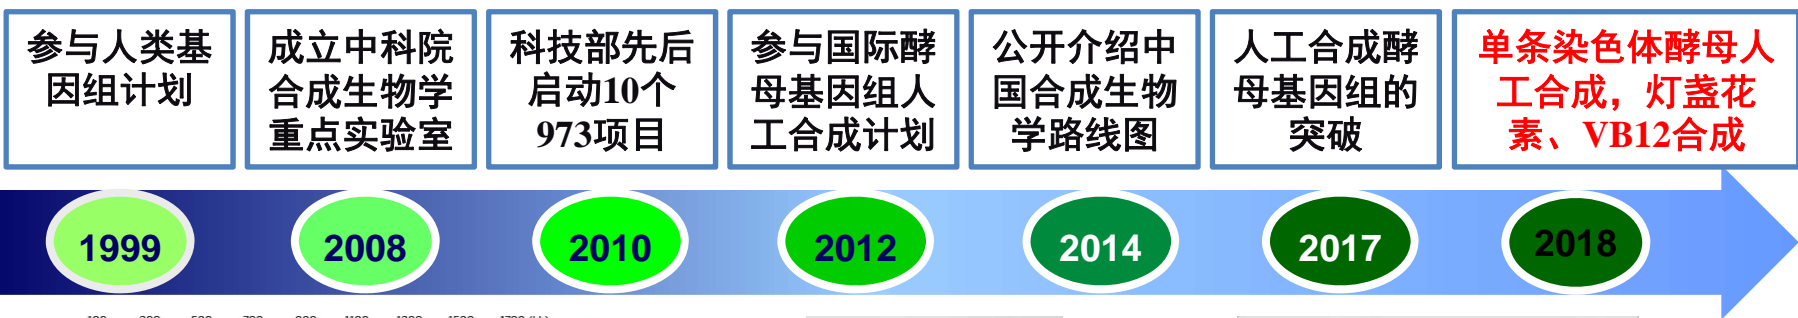 参与人类基
因组计划
成立中科院
合成生物学
重点实验室
科技部先后
启动10个
973项目
参与国际酵
母基因组人
工合成计划
公开介绍中
国合成生物
学路线图
人工合成酵
母基因组的
突破
单条染色体酵母人
工合成，灯盏花
素、VB12合成
1999
2008
2010
2012
2014
2017
2018